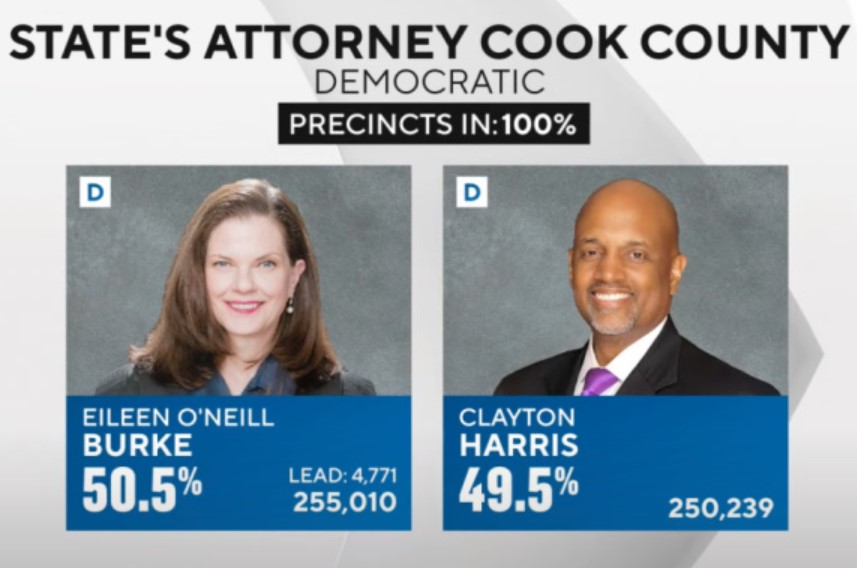 STATE'S ATTORNEY COOK COUNTY
DEMOCRATIC
PRECINCTS IN:100%
D
EILEEN O'NEILL
BURKE
50.5%
LEAD: 4,771
255,010
D
CLAYTON
HARRIS
49.5%
250,239